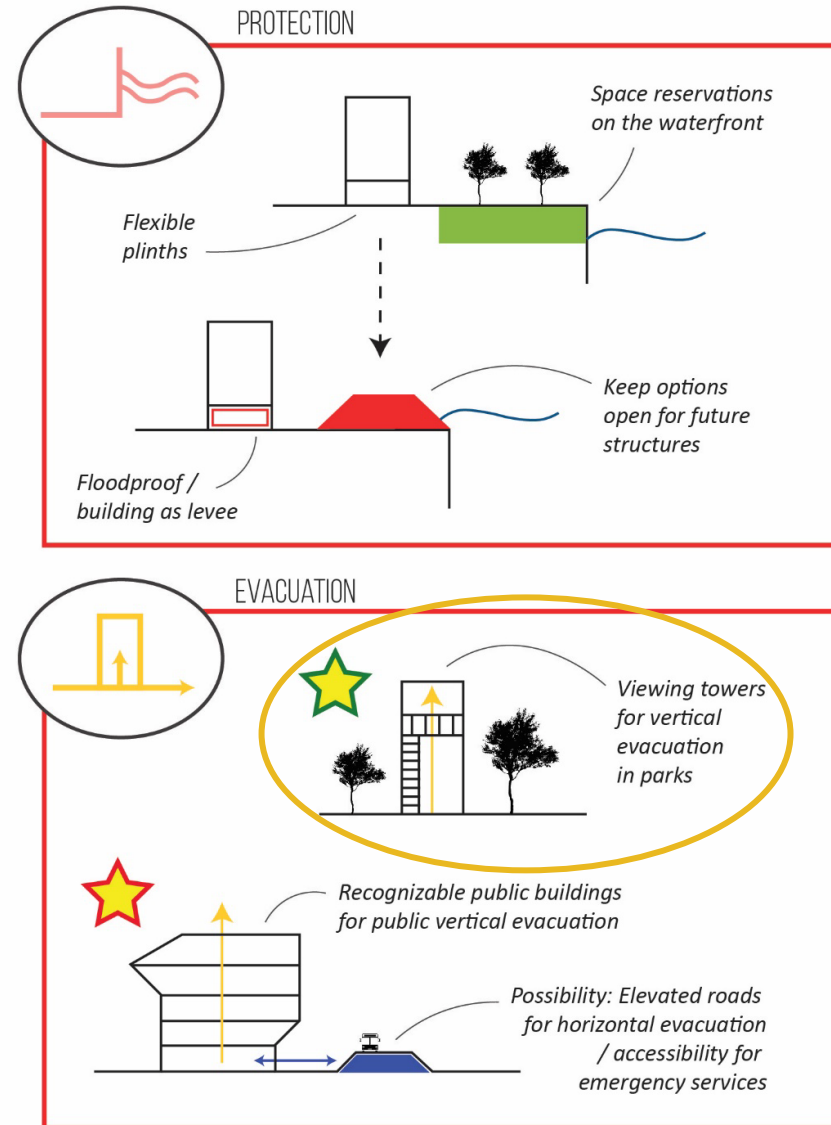 PROTECTION
Space reservations
on the waterfront
Flexible
plinths
Keep options
open for future
structures
Floodproof /
building as levee
EVACUATION
Viewing towers
for vertical
evacuation
in parks
Recognizable public buildings
for public vertical evacuation
Possibility: Elevated roads
for horizontal evacuation
/ accessibility for
emergency services